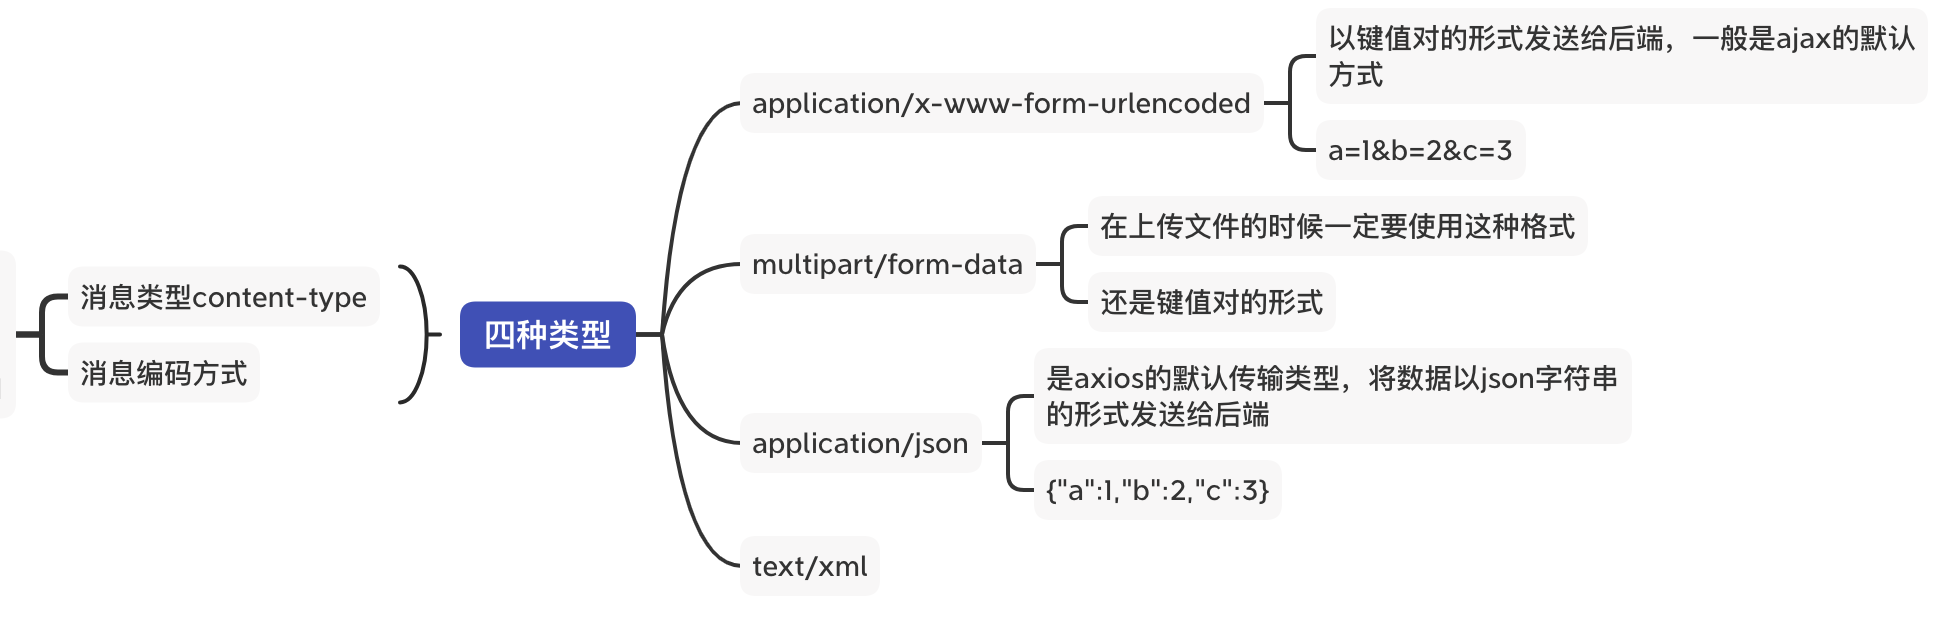 消息类型content-type
消息编码方式
四种类型
application/x-www-form-urlencoded
以键值对的形式发送给后端，一般是ajax的默认
方式
a=1&b=2&c=3
multipart/form-data
在上传文件的时候一定要使用这种格式
还是键值对的形式
application/json
是axios的默认传输类型，将数据以json字符串
的形式发送给后端
{"a":1,"b":2,"c":3}
text/xml